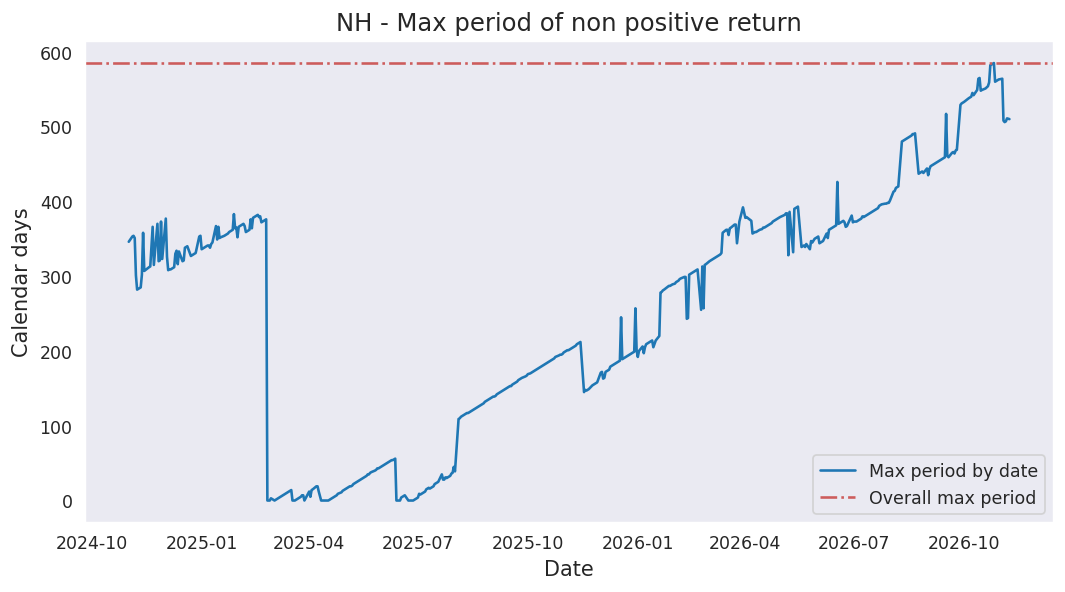 NH - Max period of non positive return
600
500
400
300
200
100
0
Calendar days
2024-10 2025-01 2025-04 2025-07 2025-10 2026-01 2026-04 2026-07 2026-10
Date
Max period by date
Overall max period